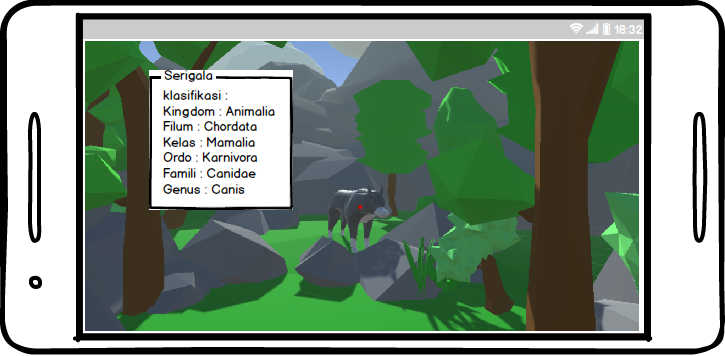 18:32
Serigala
klasifikasi :
Kingdom : Animalia
Filum : Chordata
Kelas : Mamalia
Ordo : Karnivora
Famili : Canidae
Genus : Canis